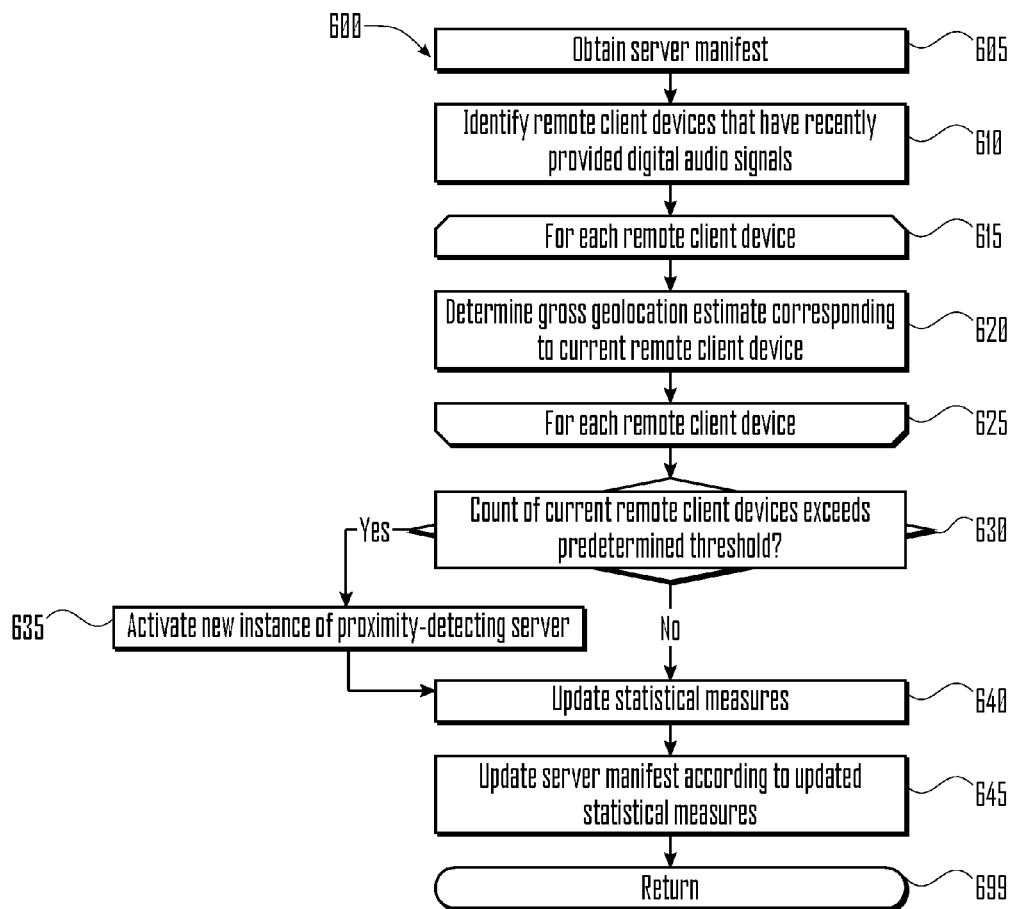 600
Obtain server manifest
605
Identify remote client devices that have recently
provided digital audio signals
610
For each remote client device
615
Determine gross geolocation estimate corresponding
to current remote client device
620
For each remote client device
625
Count of current remote client devices exceeds
predetermined threshold?
630
Yes
635
Activate new instance of proximity-detecting server
No
Update statistical measures
640
Update server manifest according to updated
statistical measures
645
Return
699